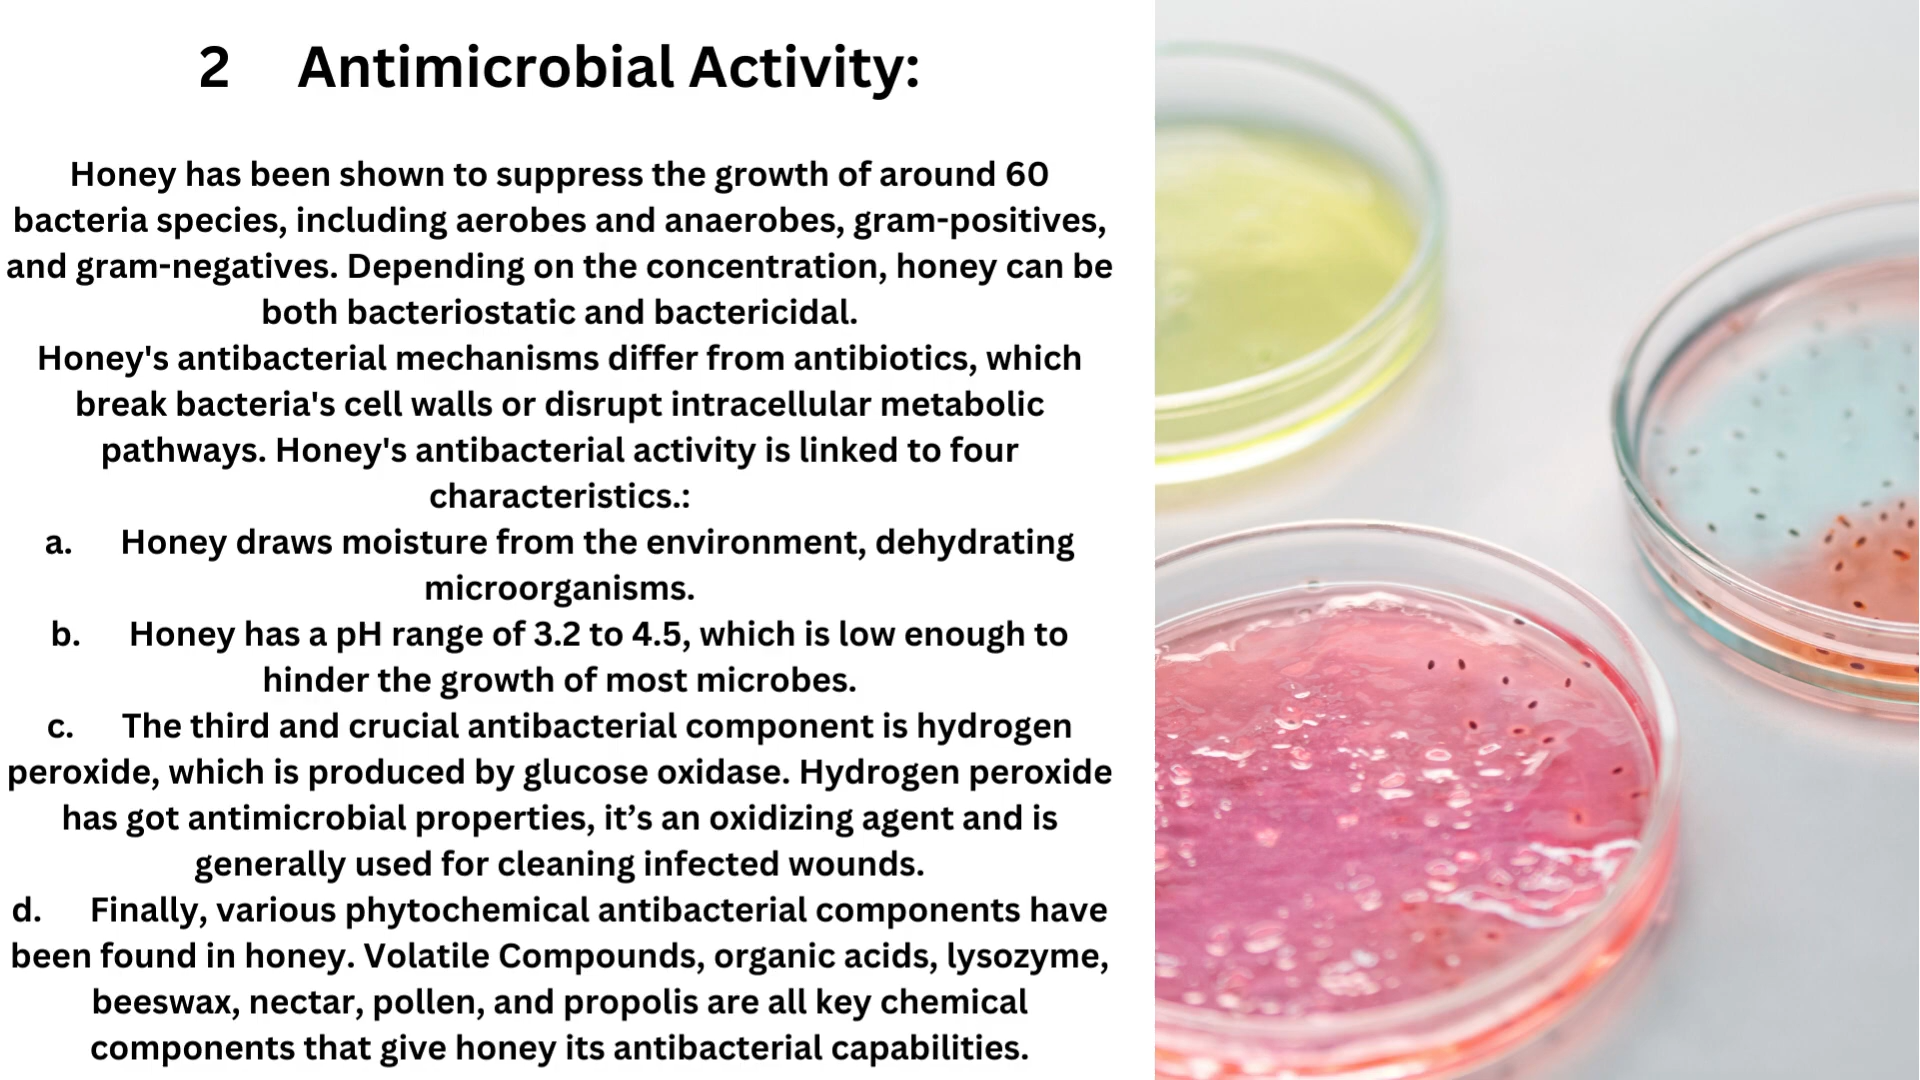 2 Antimicrobial Activity:
Honey has been shown to suppress the growth of around 60
bacteria species, including aerobes and anaerobes, gram-positives,
and gram-negatives. Depending on the concentration, honey can be
both bacteriostatic and bactericidal.
Honey's antibacterial mechanisms differ from antibiotics, which
break bacteria's cell walls or disrupt intracellular metabolic
pathways. Honey's antibacterial activity is linked to four
characteristics.:
a. Honey draws moisture from the environment, dehydrating
microorganisms.
b. Honey has a pH range of 3.2 to 4.5, which is low enough to
hinder the growth of most microbes.
c. The third and crucial antibacterial component is hydrogen
peroxide, which is produced by glucose oxidase. Hydrogen peroxide
has got antimicrobial properties, it’s an oxidizing agent and is
generally used for cleaning infected wounds.
d. Finally, various phytochemical antibacterial components have
been found in honey. Volatile Compounds, organic acids, lysozyme,
beeswax, nectar, pollen, and propolis are all key chemical
components that give honey its antibacterial capabilities.